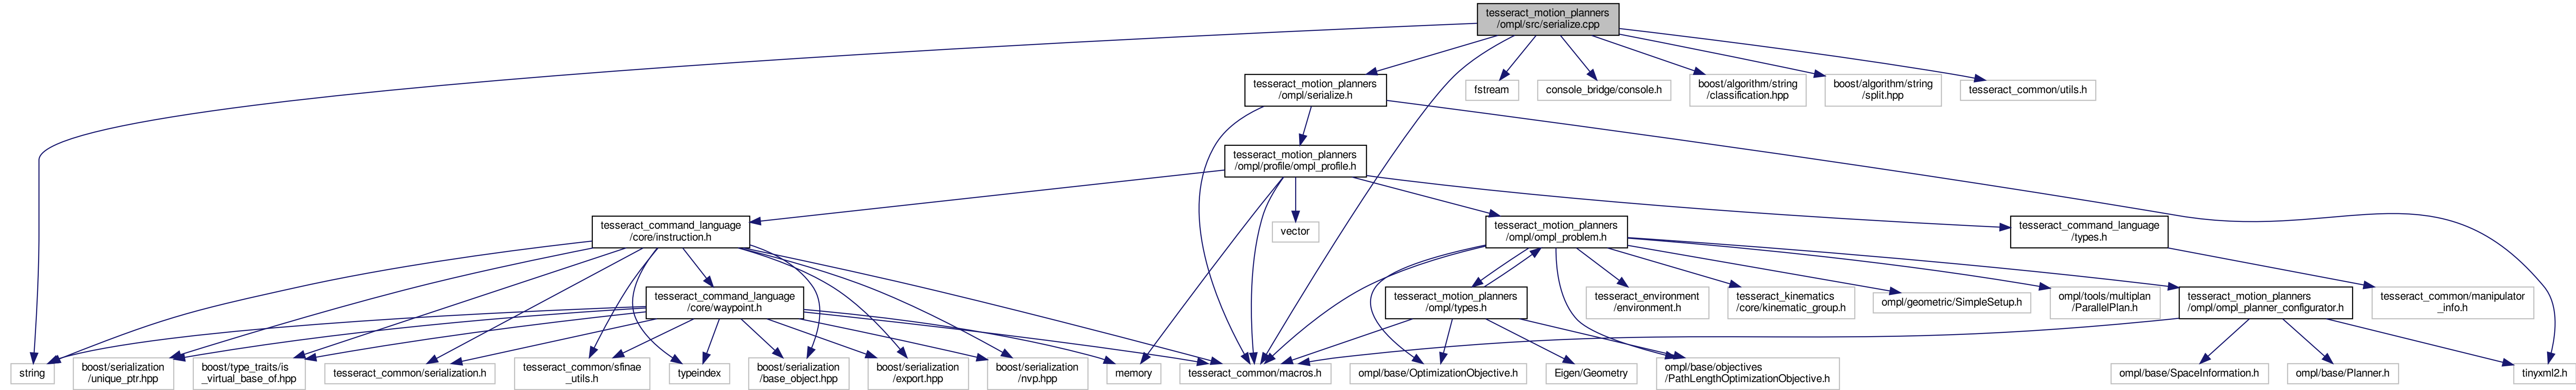 tesseract_motion_planners
/ompl/src/serialize.cpp
tesseract_motion_planners
/ompl/serialize.h
fstream
console_bridge/console.h
boost/algorithm/string
/classification.hpp
boost/algorithm/string
/split.hpp
tesseract_common/utils.h
tesseract_motion_planners
/ompl/profile/ompl_profile.h
tesseract_command_language
/core/instruction.h
vector
tesseract_motion_planners
/ompl/ompl_problem.h
tesseract_command_language
/types.h
tesseract_command_language
/core/waypoint.h
tesseract_motion_planners
/ompl/types.h
tesseract_environment
/environment.h
tesseract_kinematics
/core/kinematic_group.h
ompl/geometric/SimpleSetup.h
ompl/tools/multiplan
/ParallelPlan.h
tesseract_motion_planners
/ompl/ompl_planner_configurator.h
tesseract_common/manipulator
_info.h
string
boost/serialization
/unique_ptr.hpp
boost/type_traits/is
_virtual_base_of.hpp
tesseract_common/serialization.h
tesseract_common/sfinae
_utils.h
typeindex
boost/serialization
/base_object.hpp
boost/serialization
/export.hpp
boost/serialization
/nvp.hpp
memory
tesseract_common/macros.h
ompl/base/OptimizationObjective.h
Eigen/Geometry
ompl/base/objectives
/PathLengthOptimizationObjective.h
ompl/base/SpaceInformation.h
ompl/base/Planner.h
tinyxml2.h